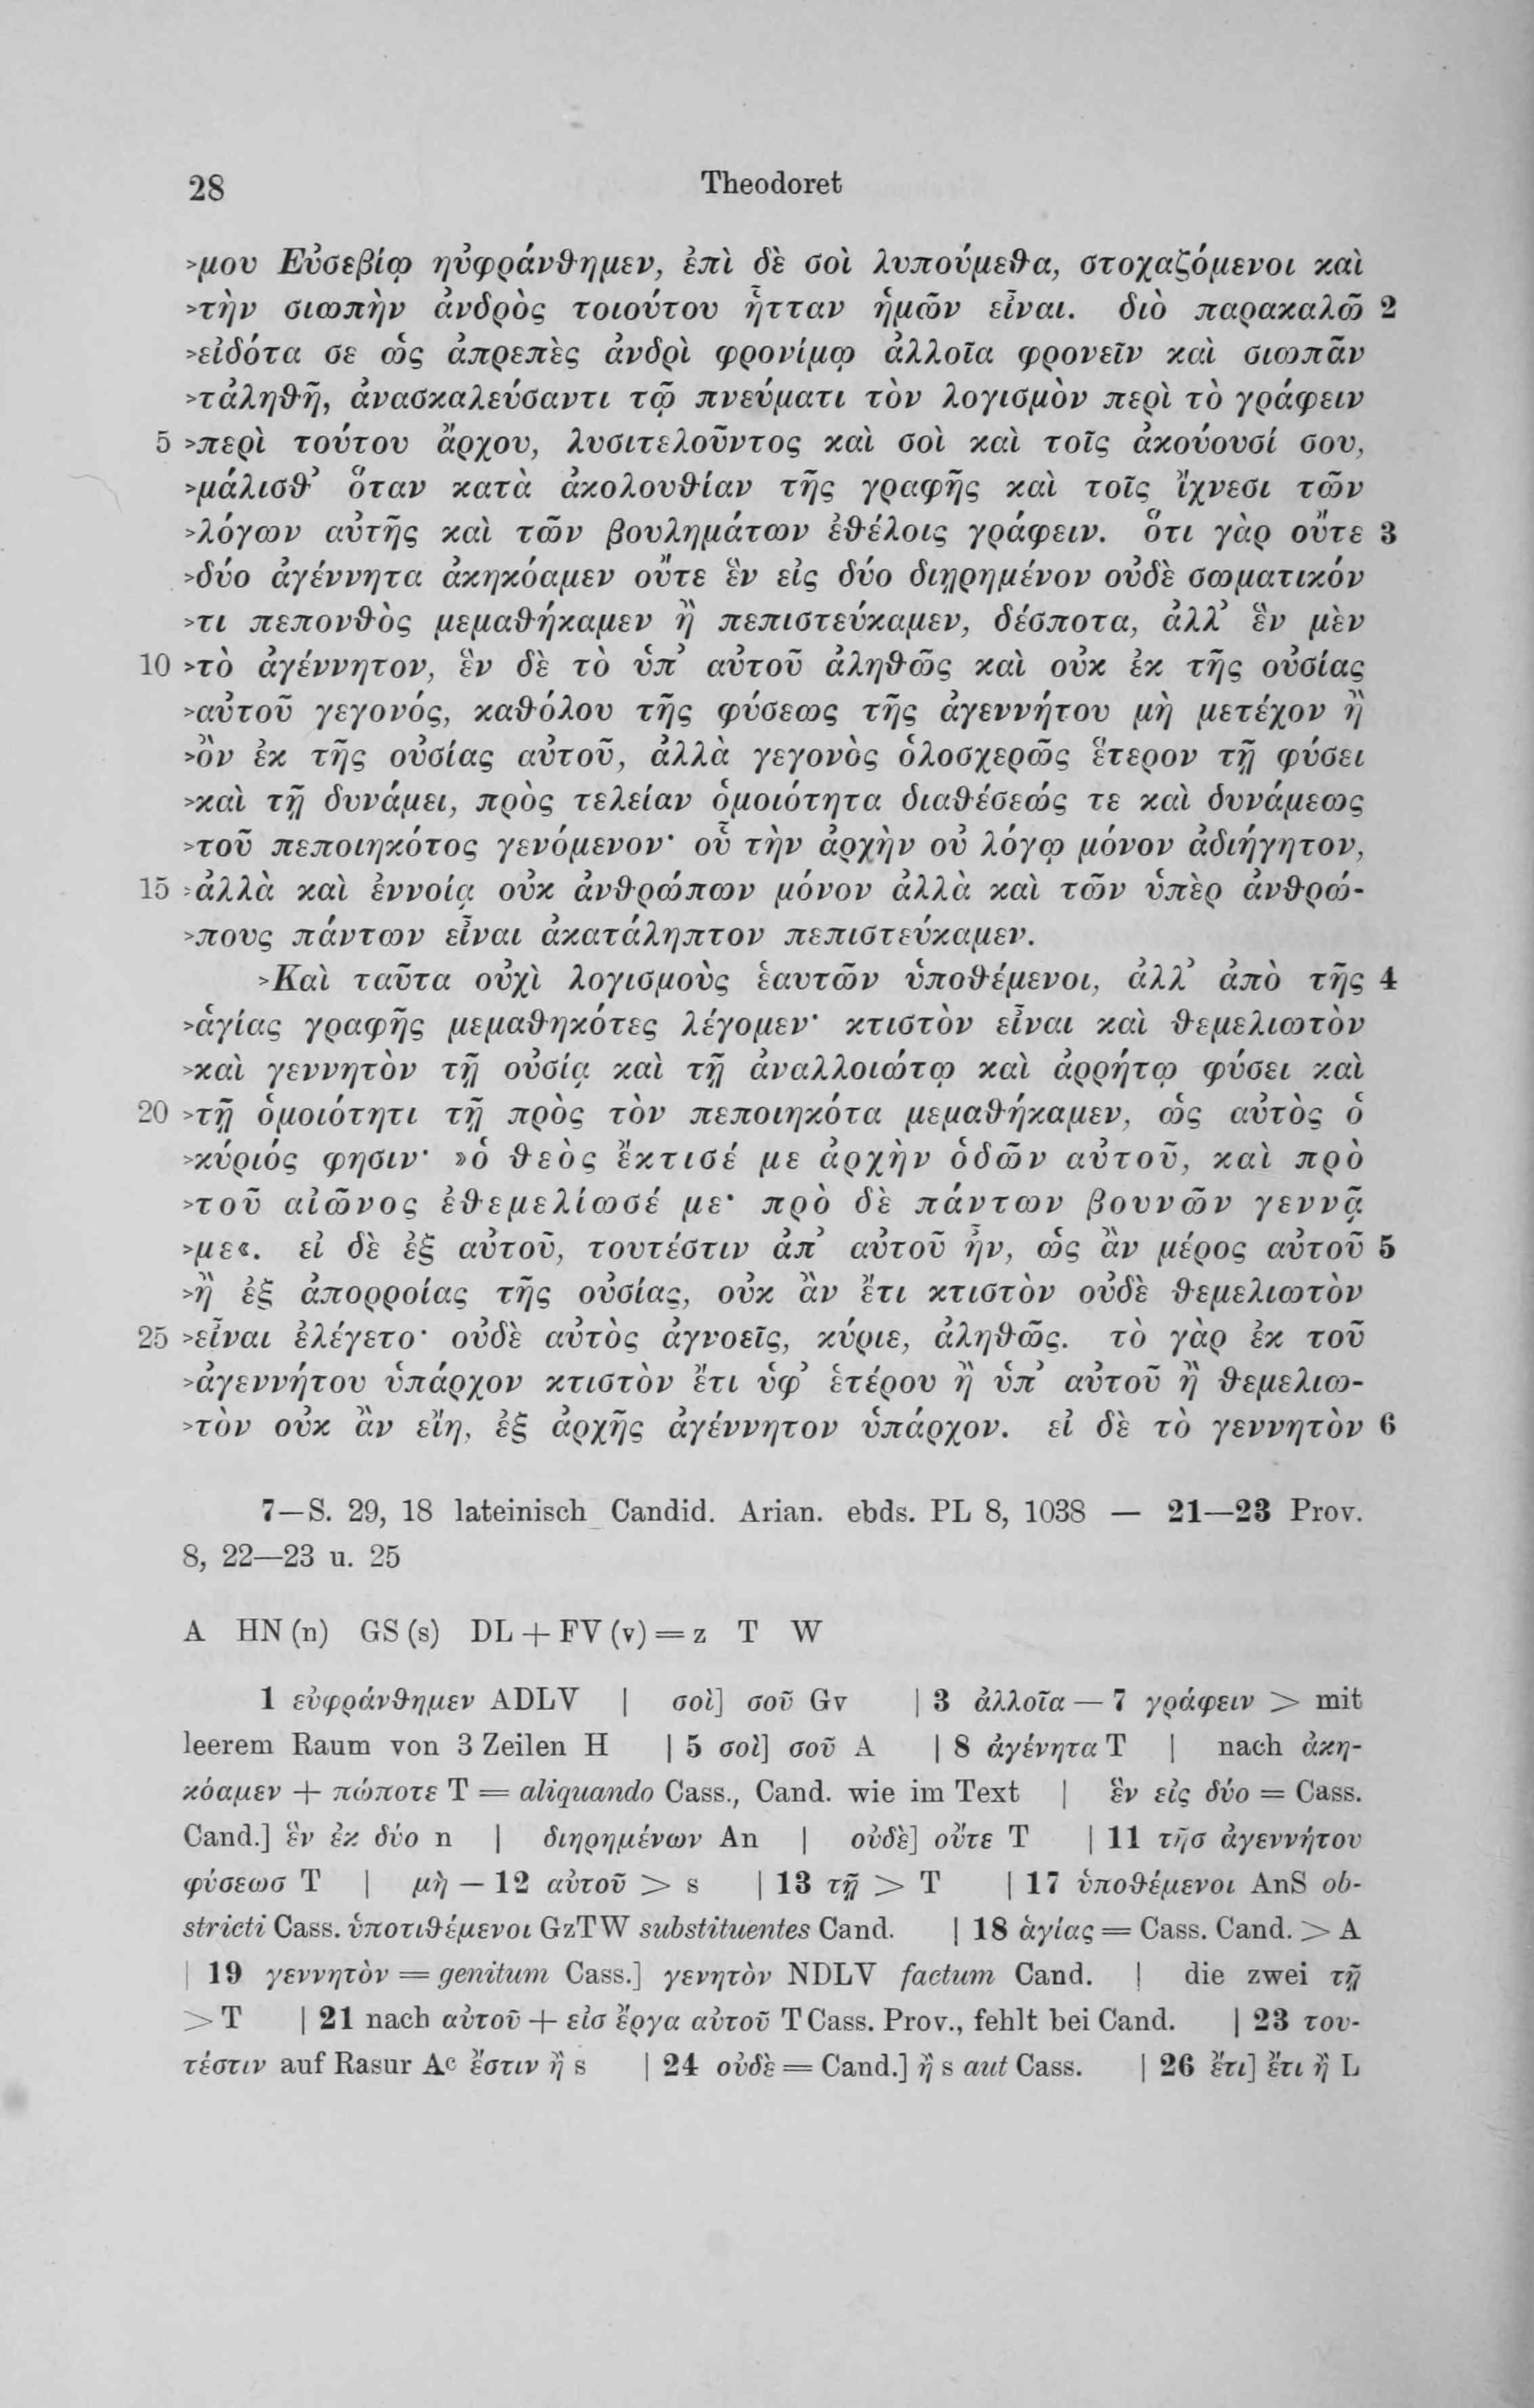 28 Theodoret
>μου Εὐσεβίῳ ηὐφράνθημεν, ἐπὶ δὲ σοὶ λυπούμεθα, στοχαζόμενοι καὶ
>τὴν σιωπὴν ἀνδρὸς τοιούτου ἧτταν ἡμῶν εἶναι. διὸ παρακαλῶ 2
>εἰδότα σε ὡς ἀπρεπὲς ἀνδρὶ φρονίμῳ ἀλλοῖα φρονεῖν καὶ σιωπᾶν
>τἀληθῆ, ἀνασκαλεύσαντι τῷ πνεύματι τὸν λογισμὸν περὶ τὸ γράφειν
5 >περὶ τούτου ἄρχου, λυσιτελοῦντος καὶ σοὶ καὶ τοῖς ἀκούουσί σου,
>μάλισθ’ ὅταν κατὰ ἀκολουθίαν τῆς γραφῆς καὶ τοῖς ἴχνεσι τῶν
>λόγων αὐτῆς καὶ τῶν βουλημάτων ἐθέλοις γράφειν. ὅτι γὰρ οὔτε 3
>δύο ἀγέννητα ἀκηκόαμεν οὔτε ἓν εἰς δύο διῃρημένον οὐδὲ σωματικόν
>τι πεπονθὸς μεμαθήκαμεν ἢ πεπιστεύκαμεν, δέσποτα, ἀλλ’ ἓν μὲν
10 >τὸ ἀγέννητον, ἓν δὲ τὸ ὑπ’ αὐτοῦ ἀληθῶς καὶ οὐκ ἐκ τῆς οὐσίας
>αὐτοῦ γεγονός, καθόλου τῆς φύσεως τῆς ἀγεννήτου μὴ μετέχον ἢ
>ὂν ἐκ τῆς οὐσίας αὐτοῦ, ἀλλὰ γεγονὸς ὁλοσχερῶς ἕτερον τῇ φύσει
>καὶ τῇ δυνάμει, πρὸς τελείαν ὁμοιότητα διαθέσεώς τε καὶ δυνάμεως
>τοῦ πεποιηκότος γενόμενον· οὗ τὴν ἀρχὴν οὐ λόγῳ μόνον ἀδιήγητον,
15 >ἀλλὰ καὶ ἐννοίᾳ οὐκ ἀνθρώπων μόνον ἀλλὰ καὶ τῶν ὑπὲρ ἀνθρώ-
>πους πάντων εἶναι ἀκατάληπτον πεπιστεύκαμεν.
>Καὶ ταῦτα οὐχὶ λογισμοὺς ἑαυτῶν ὑποθέμενοι, ἀλλ’ ἀπὸ τῆς 4
>ἁγίας γραφῆς μεμαθηκότες λέγομεν· κτιστὸν εἶναι καὶ θεμελιωτὸν
>καὶ γεννητὸν τῇ οὐσίᾳ καὶ τῇ ἀναλλοιώτῳ καὶ ἀρρήτῳ φύσει καὶ
20 >τῇ ὁμοιότητι τῇ πρὸς τὸν πεποιηκότα μεμαθήκαμεν, ὡς αὐτὸς ὁ
>κύριός φησιν· »ὁ θεὸς ἔκτισέ με ἀρχὴν ὁδῶν αὐτοῦ, καὶ πρὸ
>τοῦ αἰῶνος ἐθεμελίωσέ με· πρὸ δὲ πάντων βουνῶν γεννᾷ
>με«. εἰ δὲ ἐξ αὐτοῦ, τουτέστιν ἀπ’ αὐτοῦ ἦν, ὡς ἂν μέρος αὐτοῦ 5
>ἢ ἐξ ἀπορροίας τῆς οὐσίας, οὐκ ἂν ἔτι κτιστὸν οὐδὲ θεμελιωτὸν
25 >εἶναι ἐλέγετο· οὐδὲ αὐτὸς ἀγνοεῖς, κύριε, ἀληθῶς. τὸ γὰρ ἐκ τοῦ
>ἀγεννήτου ὑπάρχον κτιστὸν ἔτι ὑφ’ ἑτέρου ἢ ὑπ’ αὐτοῦ ἢ θεμελιω-
>τὸν οὐκ ἂν εἴη, ἐξ ἀρχῆς ἀγέννητον ὑπάρχον. εἰ δὲ τὸ γεννητὸν 6
7—S. 29, 18 lateinisch Candid. Arian. ebds. PL 8, 1038 — 21—23 Prov.
8, 22—23 u. 25
A HN (n) GS (s) DL + FV (v) = z T W
1 εὐφράνθημεν ADLV | σοὶ] σοῦ Gv | 3 ἀλλοῖα — 7 γράφειν > mit
leerem Raum von 3 Zeilen H | 5 σοὶ] σοῦ A | 8 ἀγένητα T | nach ἀκη-
κόαμεν + πώποτε T = aliquando Cass., Cand. wie im Text | ἓν εἰς δύο = Cass.
Cand.] ἓν ἐκ δύο n | διῃρημένων An | οὐδὲ] οὔτε T | 11 τῆσ ἀγεννήτου
φύσεωσ T | μὴ — 12 αὐτοῦ > s | 13 τῇ > T | 17 ὑποθέμενοι AnS ob-
stricti Cass. ὑποτιθέμενοι GzTW substituentes Cand. | 18 ἁγίας = Cass. Cand. > A
| 19 γεννητὸν = genitum Cass.] γενητὸν NDLV factum Cand. | die zwei τῇ
> T | 21 nach αὐτοῦ + εἰσ ἔργα αὐτοῦ T Cass. Prov., fehlt bei Cand. | 23 του-
τέστιν auf Rasur Aᶜ ἔστιν ἢ s | 24 οὐδὲ = Cand.] ἢ s aut Cass. | 26 ἔτι] ἔτι ἢ L